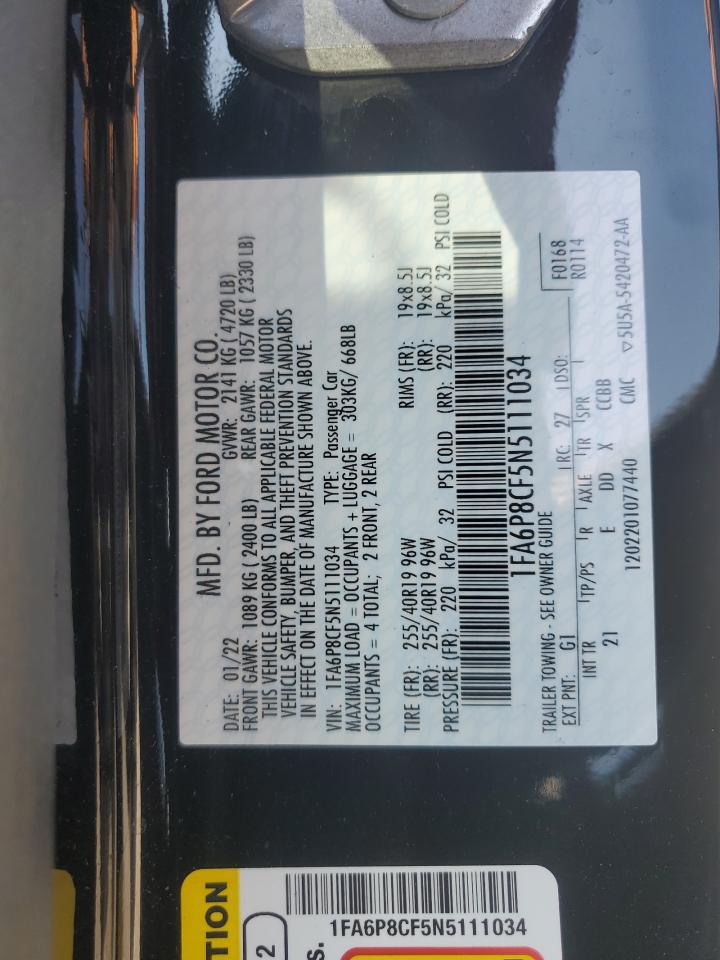 MFD. BY FORD MOTOR CO.
DATE: 01/22 GVWR: 2141 KG ( 4720 LB)
FRONT GAWR: 1089 KG ( 2400 LB) REAR GAWR: 1057 KG ( 2330 LB)
THIS VEHICLE CONFORMS TO ALL APPLICABLE FEDERAL MOTOR
VEHICLE SAFETY, BUMPER, AND THEFT PREVENTION STANDARDS
IN EFFECT ON THE DATE OF MANUFACTURE SHOWN ABOVE.
VIN: 1FA6P8CF5N5111034 TYPE: Passenger Car
MAXIMUM LOAD = OCCUPANTS + LUGGAGE = 303KG/ 668LB
OCCUPANTS = 4 TOTAL; 2 FRONT, 2 REAR
TIRE (FR): 255/40R19 96W RIMS (FR): 19x8.5J
(RR): 255/40R19 96W (RR): 19x8.5J
PRESSURE (FR): 220 kPa/ 32 PSI COLD (RR): 220 kPa/ 32 PSI COLD
1FA6P8CF5N5111034
TRAILER TOWING - SEE OWNER GUIDE F0168
EXT PNT: G1 RC: 27 DSO: R0114
INT TR TP/PS R AXLE TR SPR
21 E DD X CCBB
1202201077440 CMC ▽5U5A-5420472-AA
TION
2
s.
1FA6P8CF5N5111034